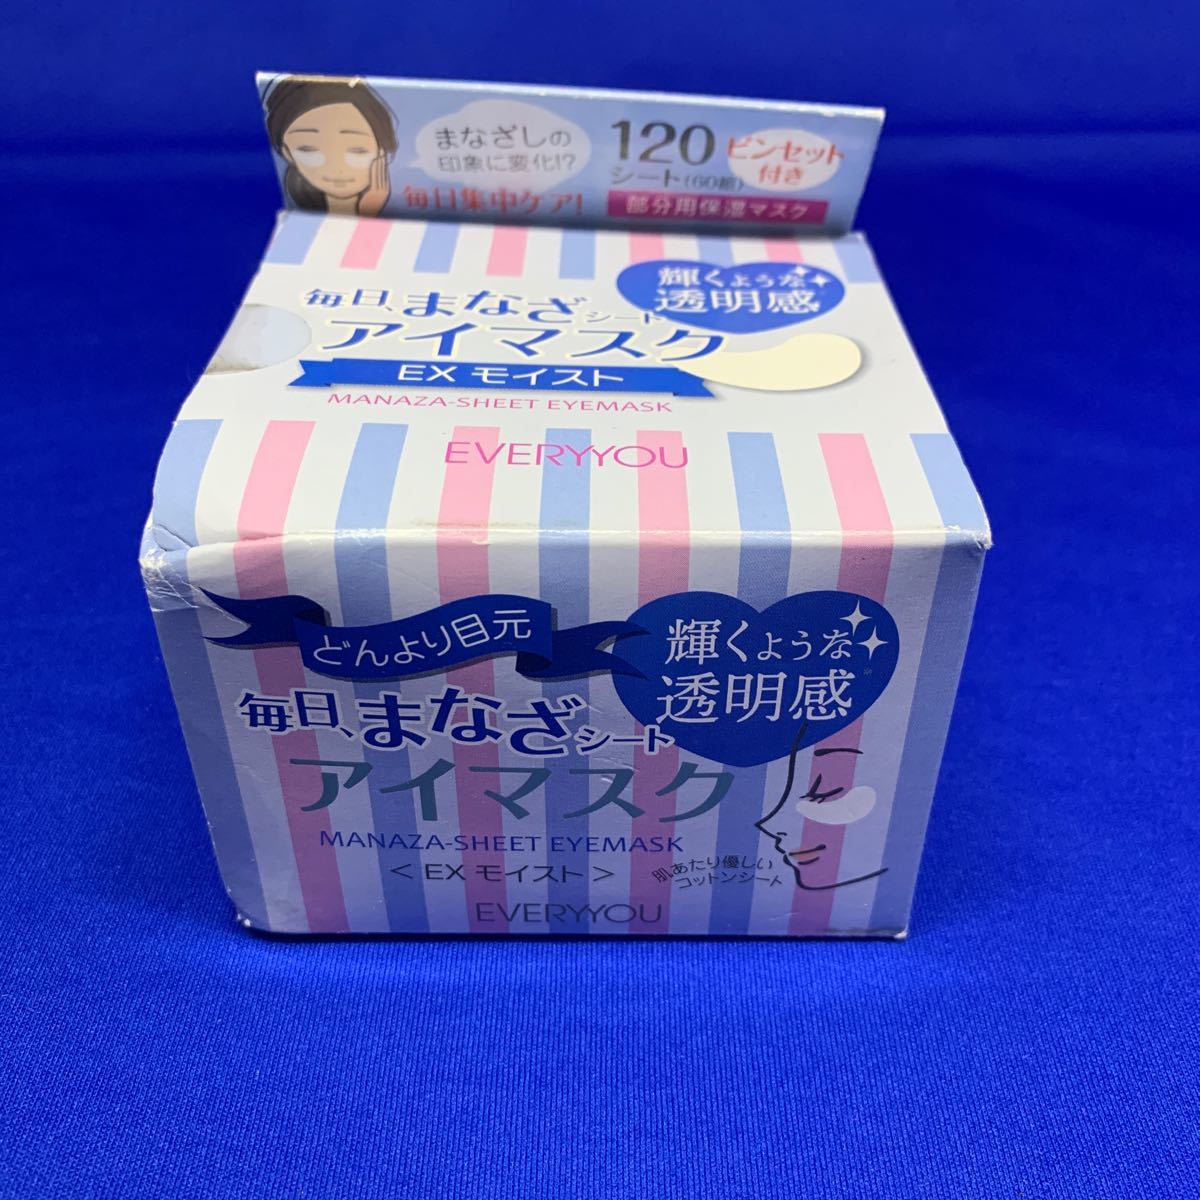 まなざしの
印象に変化!?
毎日集中ケア!
120
シート(60組)
ピンセット
付き
部分用保湿マスク
輝くような
透明感
毎日、まなざシート
アイマスク
EX モイスト
MANAZA-SHEET EYEMASK
EVERYYOU
どんより目元
輝くような
透明感
※
毎日、まなざシート
アイマスク
MANAZA-SHEET EYEMASK
< EX モイスト >
肌あたり優しい
コットンシート
EVERYYOU